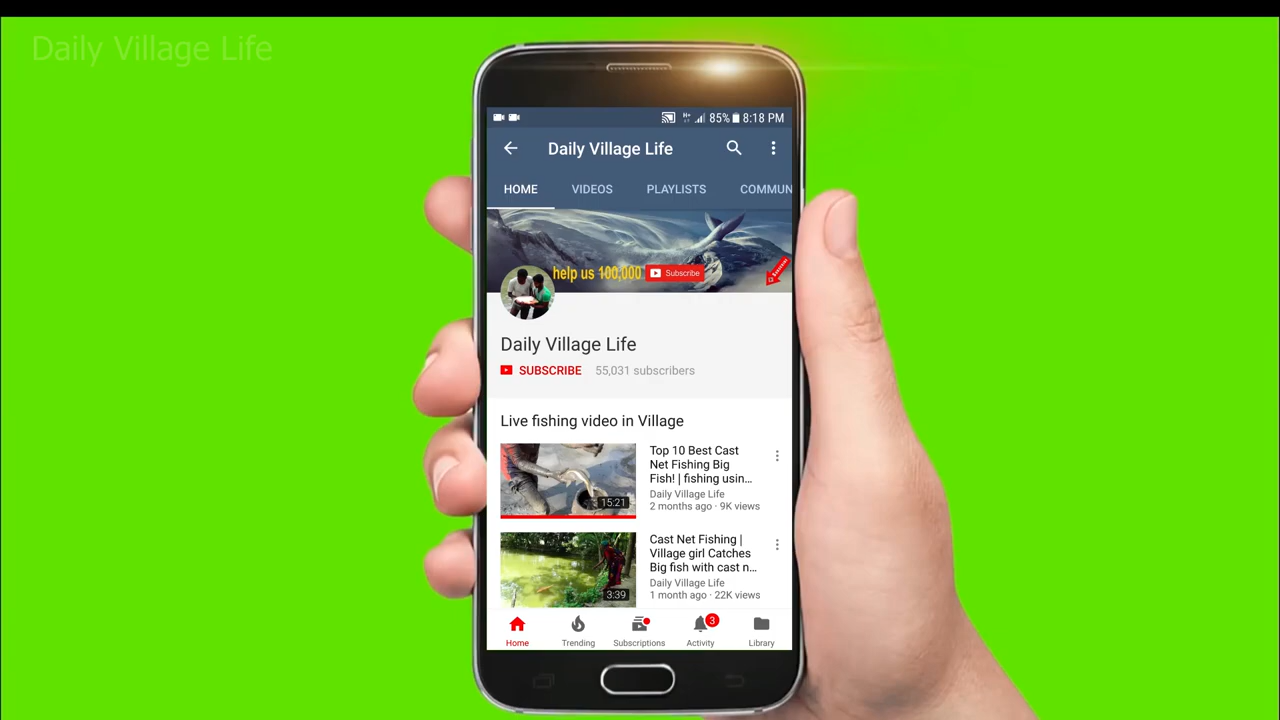 Daily Village Life
85% 8:18 PM
Daily Village Life
HOME VIDEOS PLAYLISTS COMMUN
help us 100,000 Subscribe
Daily Village Life
SUBSCRIBE 55,031 subscribers
Live fishing video in Village
Top 10 Best Cast
Net Fishing Big
Fish! | fishing usin...
Daily Village Life
2 months ago · 9K views
15:21
Cast Net Fishing |
Village girl Catches
Big fish with cast n...
Daily Village Life
1 month ago · 22K views
3:39
3
Home Trending Subscriptions Activity Library